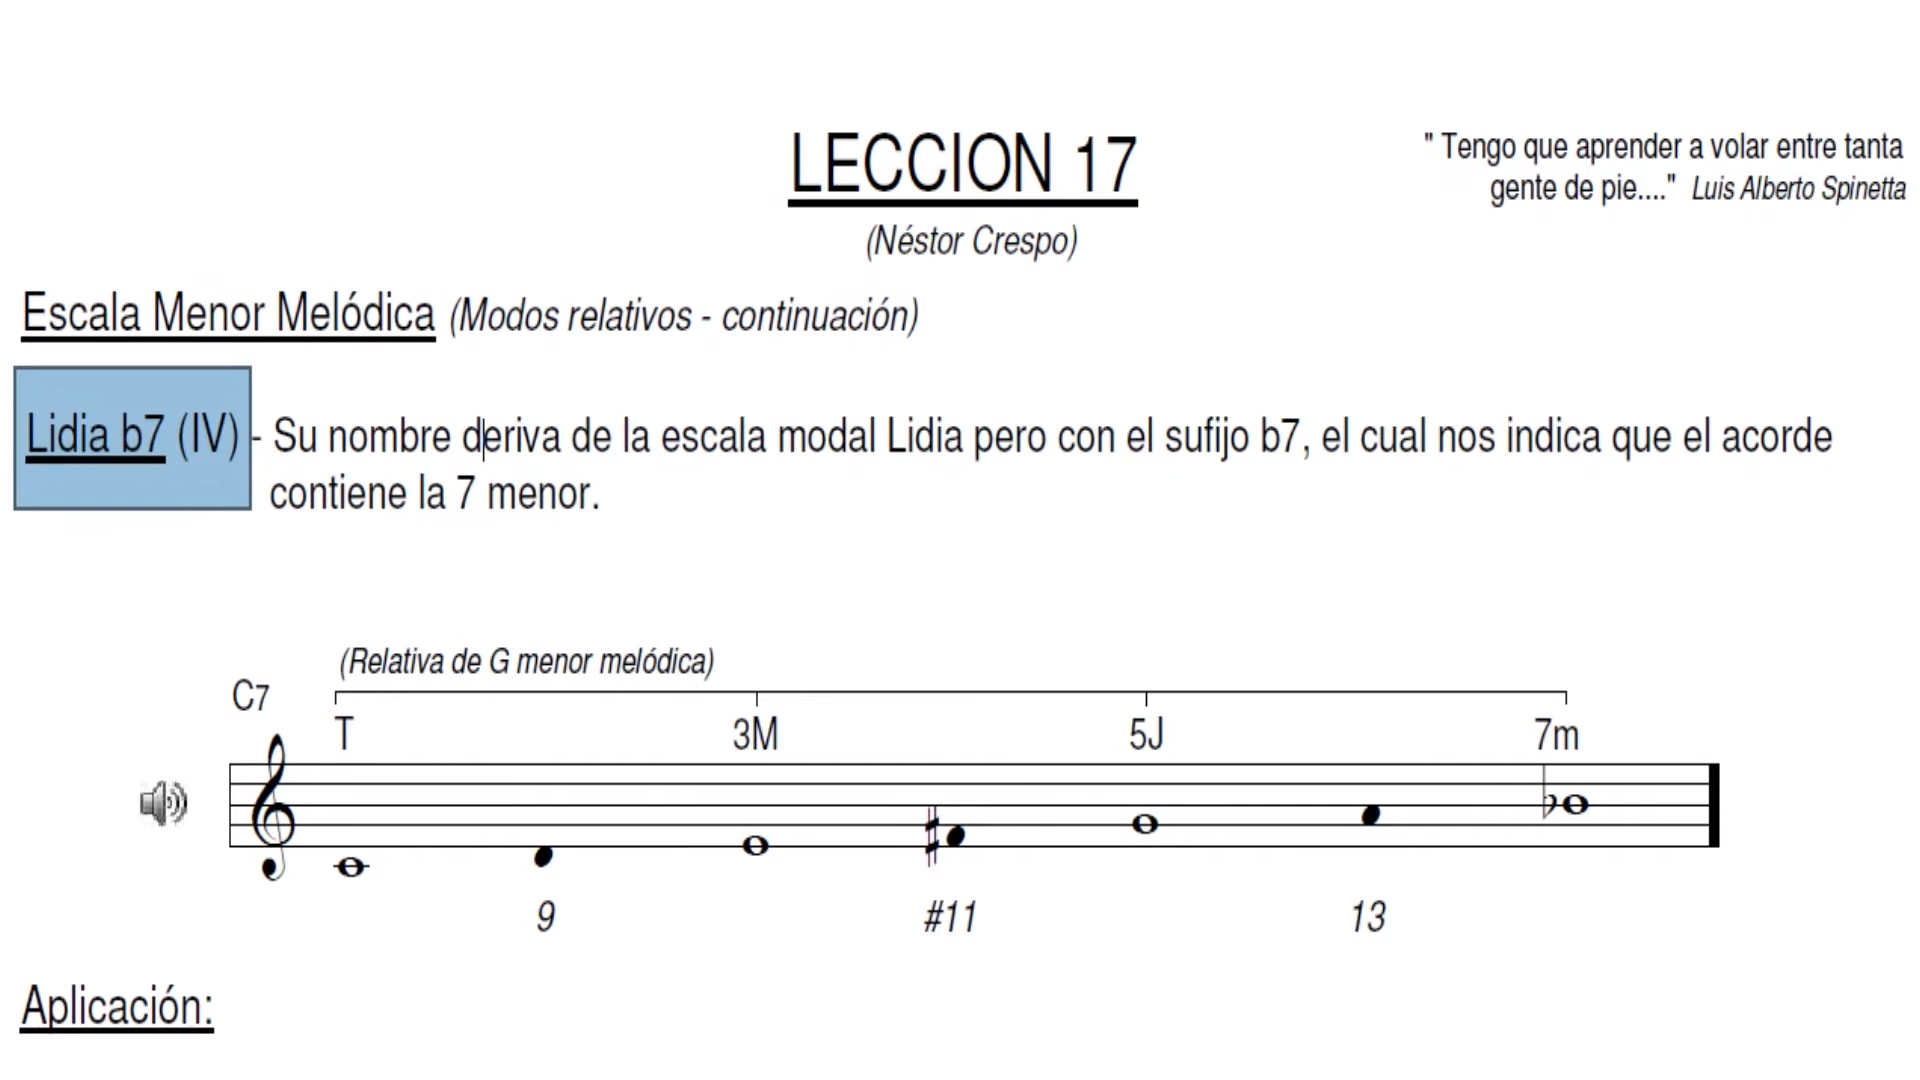 LECCION 17
" Tengo que aprender a volar entre tanta
gente de pie...." Luis Alberto Spinetta
(Néstor Crespo)
Escala Menor Melódica (Modos relativos - continuación)
Lidia b7 (IV) - Su nombre deriva de la escala modal Lidia pero con el sufijo b7, el cual nos indica que el acorde
contiene la 7 menor.
(Relativa de G menor melódica)
C7
T 3M 5J 7m
9 #11 13
Aplicación: